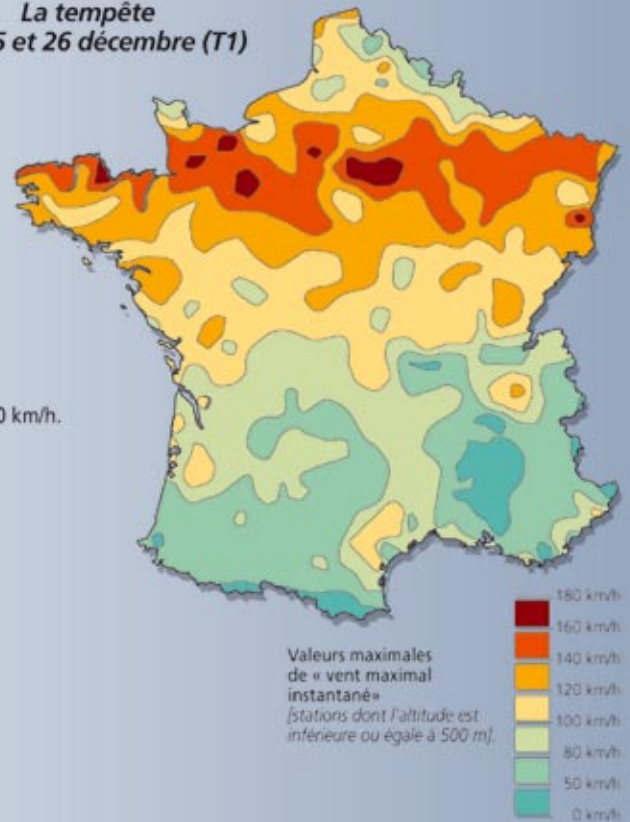 La tempête
5 et 26 décembre (T1)
0 km/h.
Valeurs maximales
de « vent maximal
instantané»
[stations dont l'altitude est
inférieure ou égale à 500 m].
180 km/h
160 km/h
140 km/h
120 km/h
100 km/h
80 km/h
50 km/h
0 km/h